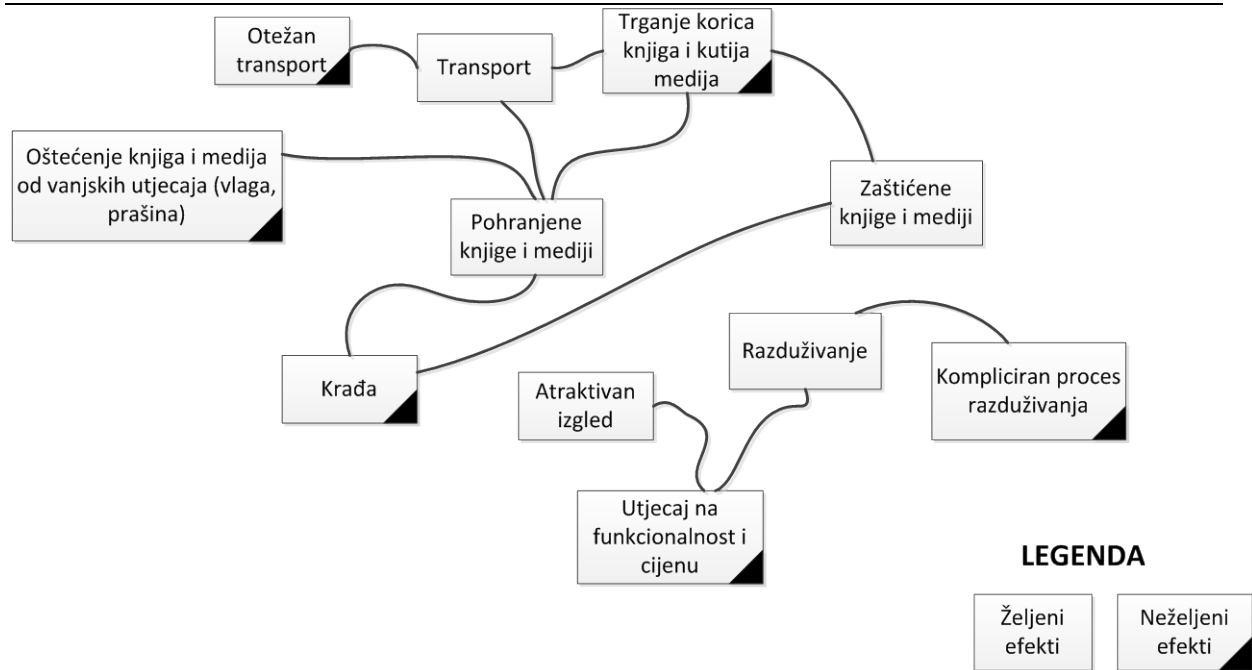 Otežan
transport
Transport
Trganje korica
knjiga i kutija
medija
Oštećenje knjiga i medija
od vanjskih utjecaja (vlaga,
prašina)
Pohranjene
knjige i mediji
Zaštićene
knjige i mediji
Krađa
Atraktivan
izgled
Razduživanje
Kompliciran proces
razduživanja
Utjecaj na
funkcionalnost i
cijenu
LEGENDA
Željeni
efekti
Neželjeni
efekti